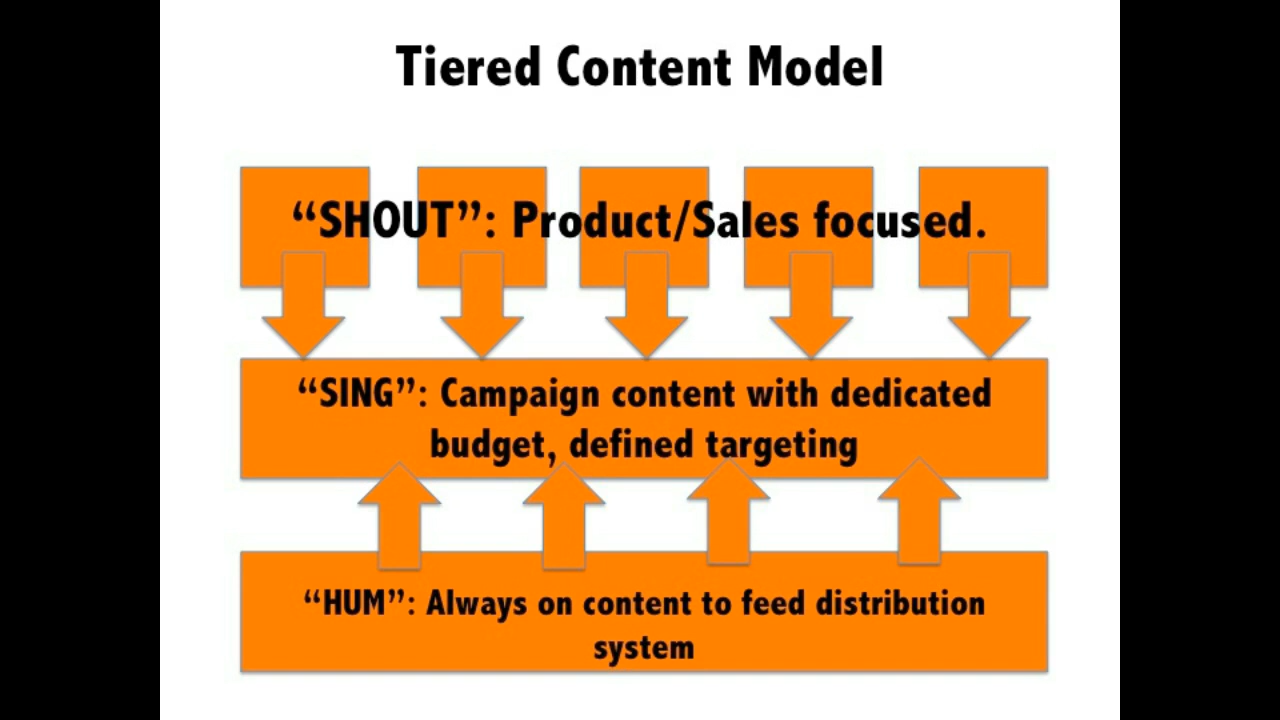 Tiered Content Model
“SHOUT”: Product/Sales focused.
“SING”: Campaign content with dedicated
budget, defined targeting
“HUM”: Always on content to feed distribution
system